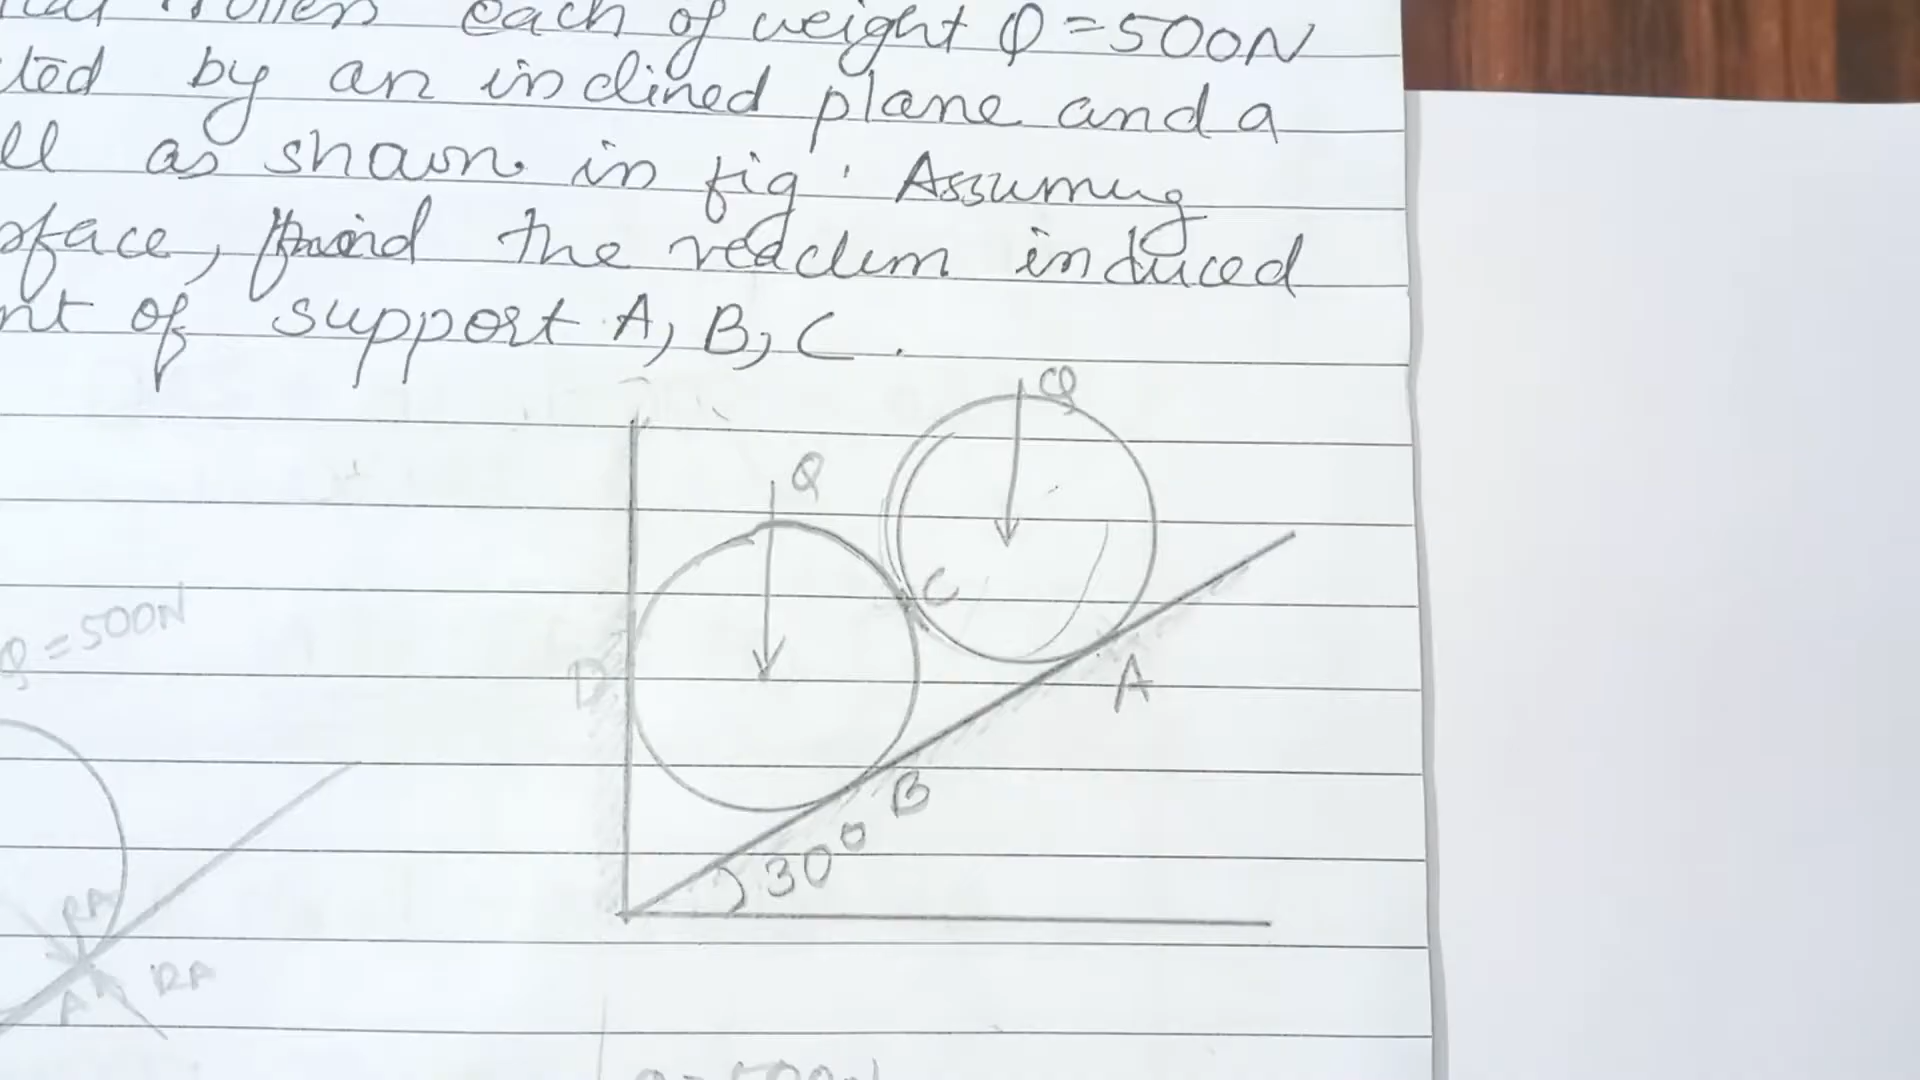 each of weight Q = 500N
by an inclined plane and a
as shown in fig. Assuming
find the reaction induced
of support A, B, C.
Q
Q
C
D
A
B
30°
Q = 500N
RA
RA
A